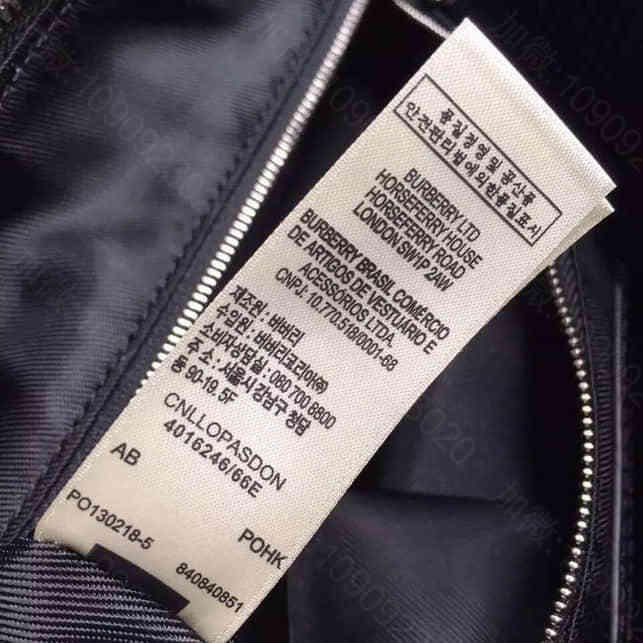 품질경영및공산품
안전관리법에의한품질표시
BURBERRY LTD
HORSEFERRY HOUSE
HORSEFERRY ROAD
LONDON SW1P 2AW
BURBERRY BRASIL COMÉRCIO
DE ARTIGOS DE VESTUÁRIO E
ACESSÓRIOS LTDA.
CNPJ: 10.770.518/0001-68
제조원: 버버리
수입원: 버버리코리아㈜
소비자상담실: 080 700 8800
주 소: 서울시 강남구 청담
동 90-19, 5F
CNLLOPASDON
4016246/66E
AB
PO130218-5
POHK
840840851